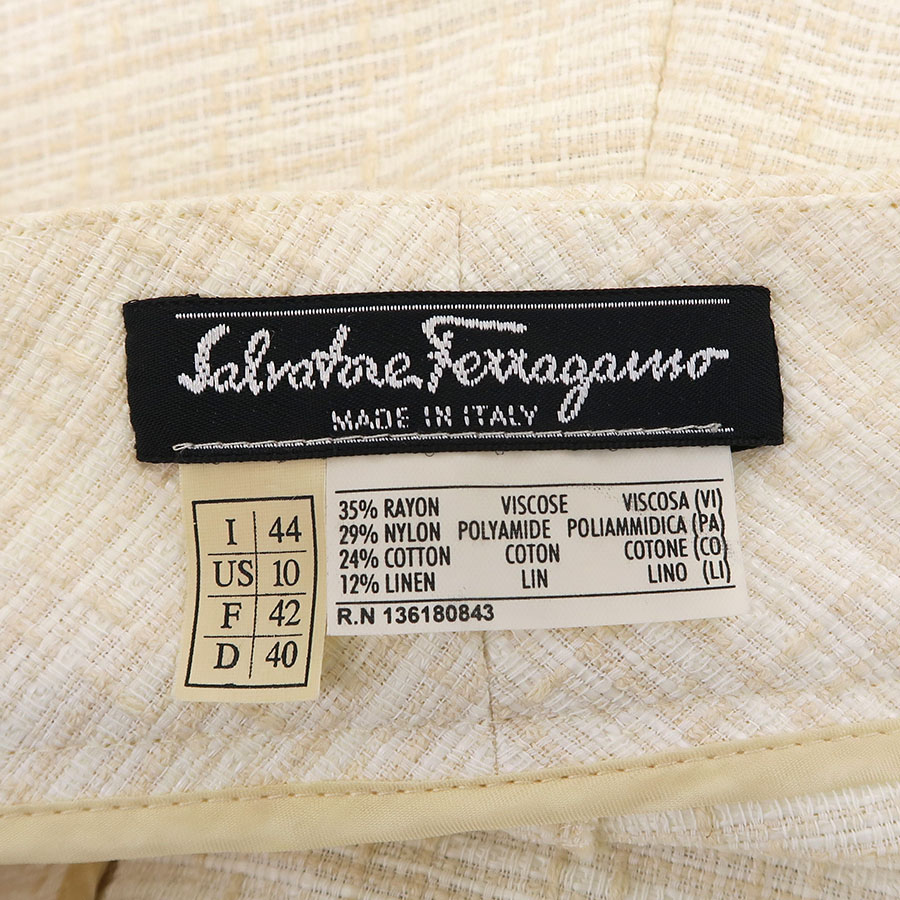 Salvatore Ferragamo
MADE IN ITALY
I 44
US 10
F 42
D 40
35% RAYON VISCOSE VISCOSA (VI)
29% NYLON POLYAMIDE POLIAMMIDICA (PA)
24% COTTON COTON COTONE (CO)
12% LINEN LIN LINO (LI)
R.N 136180843